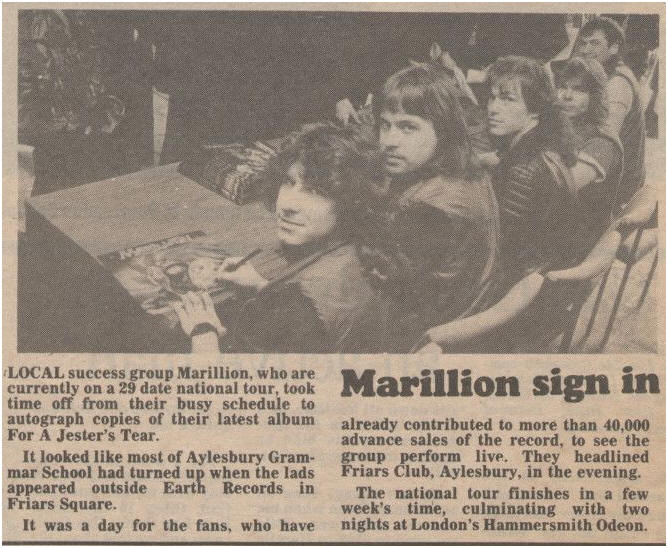 Marillion
LOCAL success group Marillion, who are
currently on a 29 date national tour, took
time off from their busy schedule to
autograph copies of their latest album
For A Jester's Tear.
It looked like most of Aylesbury Gram-
mar School had turned up when the lads
appeared outside Earth Records in
Friars Square.
It was a day for the fans, who have
Marillion sign in
already contributed to more than 40,000
advance sales of the record, to see the
group perform live. They headlined
Friars Club, Aylesbury, in the evening.
The national tour finishes in a few
week's time, culminating with two
nights at London's Hammersmith Odeon.